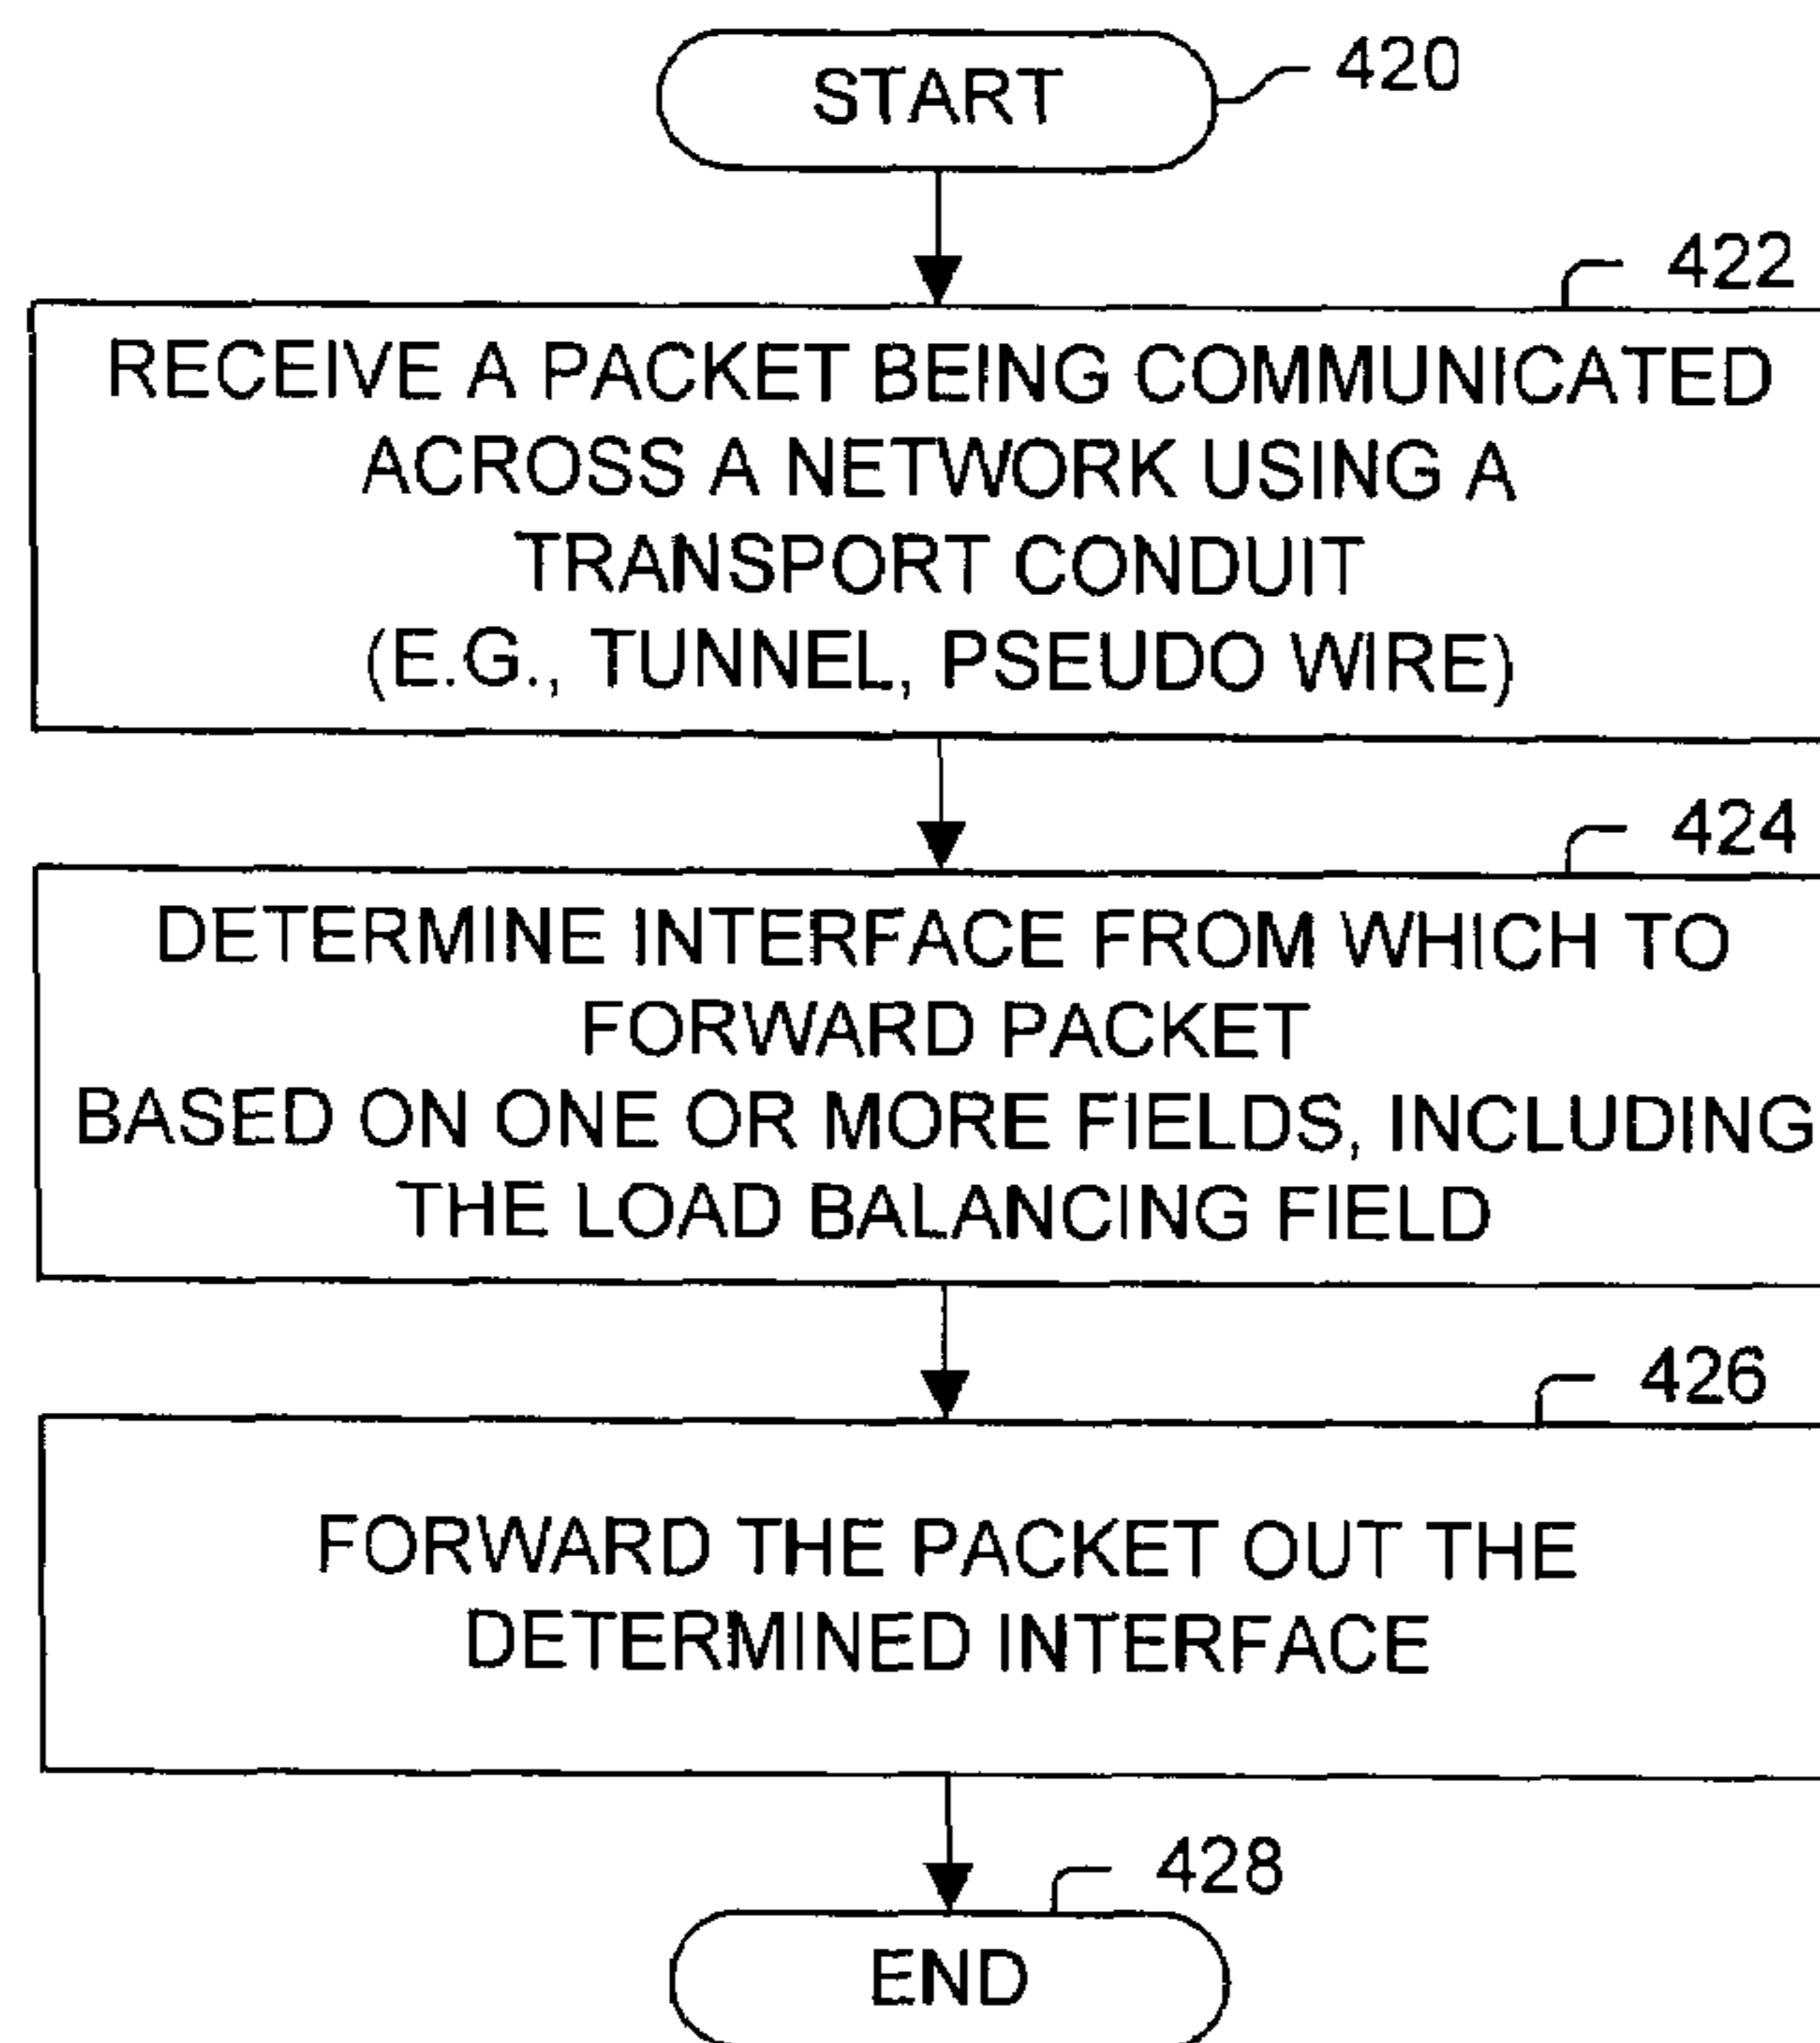 START
420
422
RECEIVE A PACKET BEING COMMUNICATED
ACROSS A NETWORK USING A
TRANSPORT CONDUIT
(E.G., TUNNEL, PSEUDO WIRE)
424
DETERMINE INTERFACE FROM WHICH TO
FORWARD PACKET
BASED ON ONE OR MORE FIELDS, INCLUDING
THE LOAD BALANCING FIELD
426
FORWARD THE PACKET OUT THE
DETERMINED INTERFACE
428
END